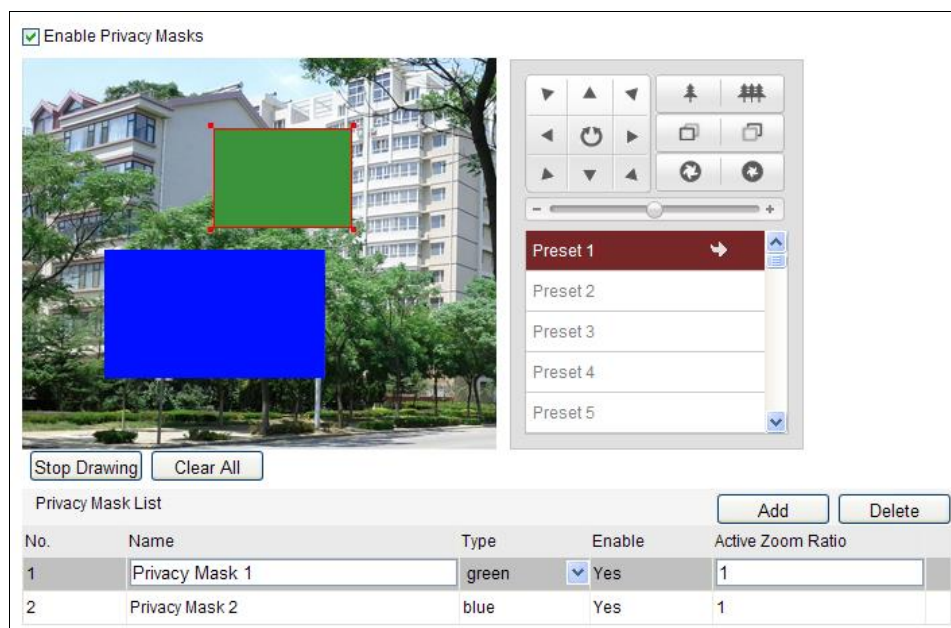 Enable Privacy Masks
Preset 1
Preset 2
Preset 3
Preset 4
Preset 5
Stop Drawing Clear All
Privacy Mask List Add Delete
No. Name Type Enable Active Zoom Ratio
1 Privacy Mask 1 green Yes 1
2 Privacy Mask 2 blue Yes 1